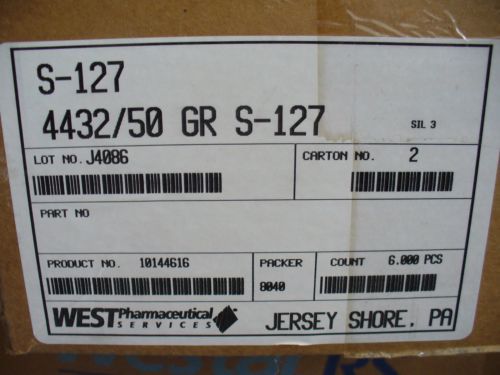 S-127
4432/50 GR S-127 SIL 3
LOT NO. J4086
CARTON NO. 2
PART NO
PRODUCT NO. 10144616
PACKER
8040
COUNT 6.000 PCS
WEST Pharmaceutical
SERVICES
JERSEY SHORE, PA